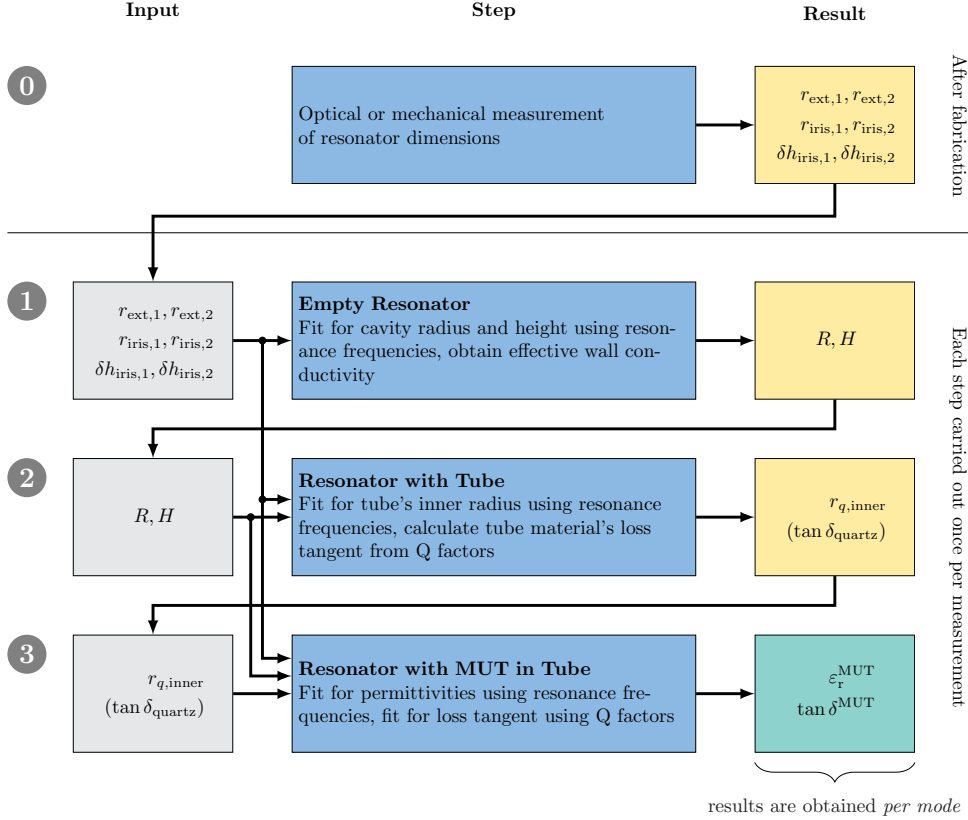 Input Step Result
0
Optical or mechanical measurement
of resonator dimensions
r_ext,1, r_ext,2
r_iris,1, r_iris,2
δh_iris,1, δh_iris,2
After fabrication
1
r_ext,1, r_ext,2
r_iris,1, r_iris,2
δh_iris,1, δh_iris,2
Empty Resonator
Fit for cavity radius and height using reso-
nance frequencies, obtain effective wall con-
ductivity
R, H
Each step carried out once per measurement
2
R, H
Resonator with Tube
Fit for tube's inner radius using resonance
frequencies, calculate tube material's loss
tangent from Q factors
r_q,inner
(tan δ_quartz)
3
r_q,inner
(tan δ_quartz)
Resonator with MUT in Tube
Fit for permittivities using resonance fre-
quencies, fit for loss tangent using Q factors
ε_r^MUT
tan δ^MUT
results are obtained per mode